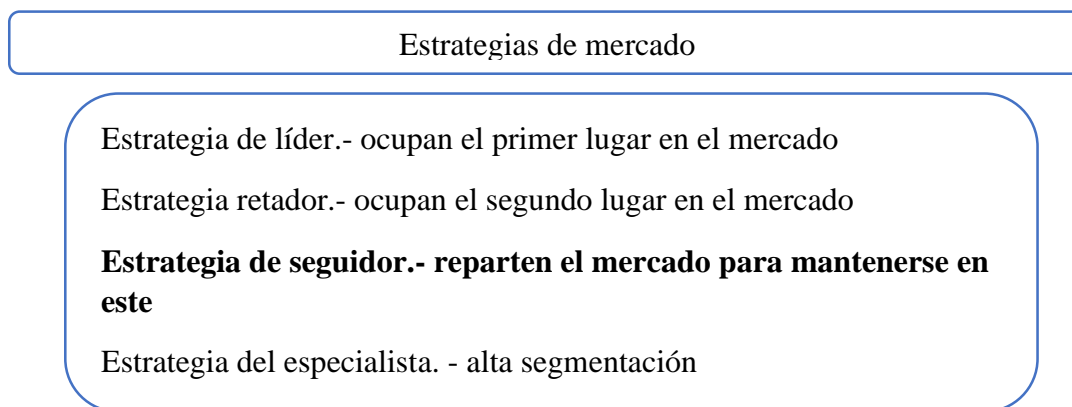 Estrategias de mercado
Estrategia de líder.- ocupan el primer lugar en el mercado
Estrategia retador.- ocupan el segundo lugar en el mercado
Estrategia de seguidor.- reparten el mercado para mantenerse en
este
Estrategia del especialista. - alta segmentación